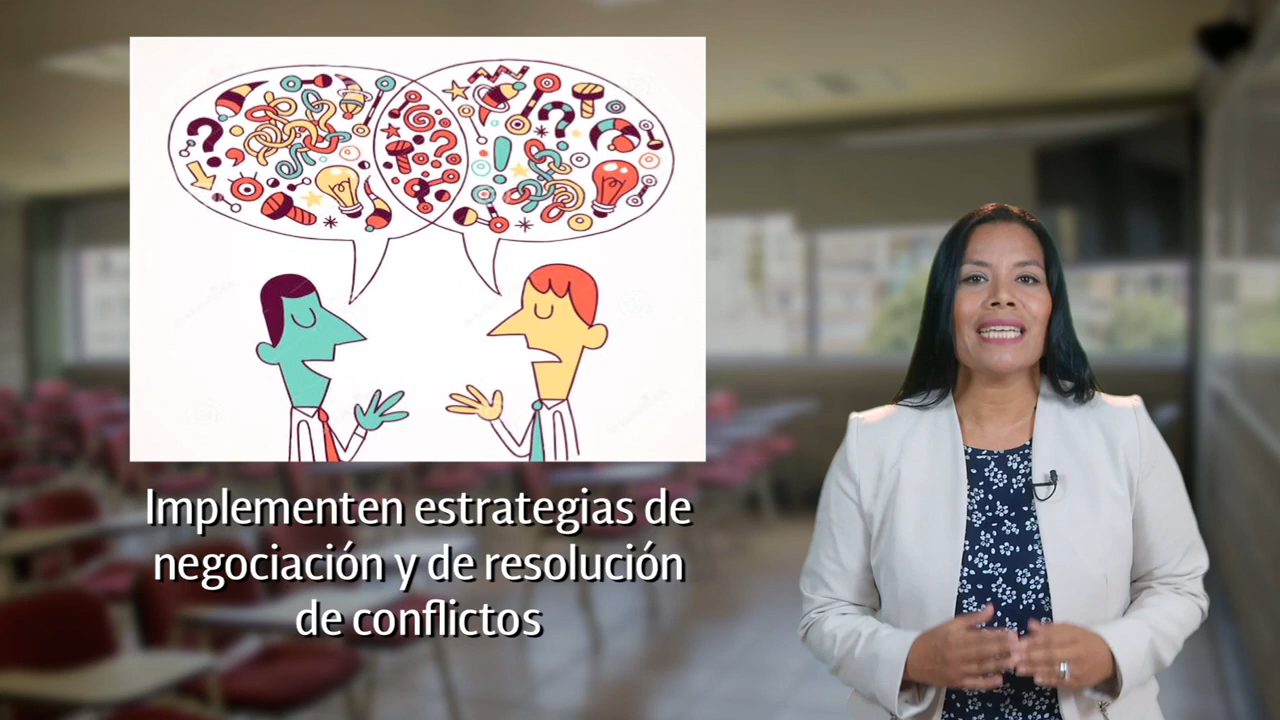 Implementen estrategias de
negociación y de resolución
de conflictos